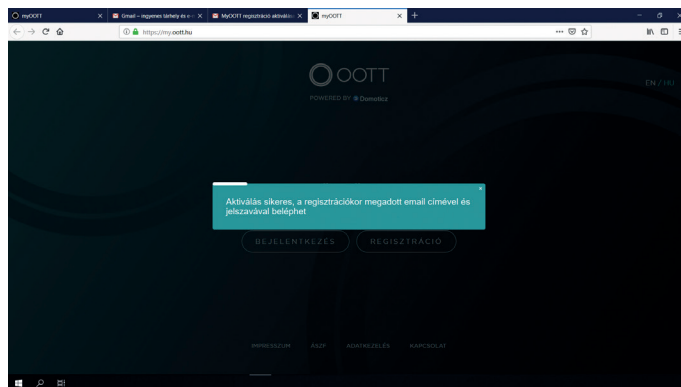 myOOTT
Gmail – ingyenes tárhely és e-
MyOOTT regisztráció aktiválás
myOOTT
https://my.oott.hu
OOTT
POWERED BY Domotics
EN / HU
Aktiválás sikeres, a regisztrációkor megadott email címével és
jelszavával beléphet
BEJELENTKEZÉS
REGISZTRÁCIÓ
IMPRESSZUM
ÁSZF
ADATKEZELÉS
KAPCSOLAT